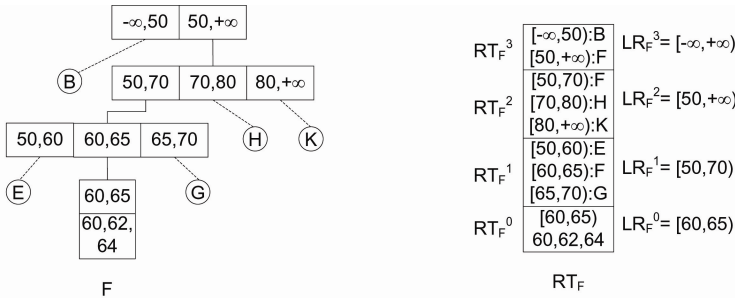 -∞,50 50,+∞
B
50,70 70,80 80,+∞
H K
50,60 60,65 65,70
E G
60,65
60,62,
64
F
RT_F^3 [-∞,50):B LR_F^3= [-∞,+∞)
[50,+∞):F
RT_F^2 [50,70):F LR_F^2= [50,+∞)
[70,80):H
[80,+∞):K
RT_F^1 [50,60):E LR_F^1= [50,70)
[60,65):F
[65,70):G
RT_F^0 [60,65) LR_F^0= [60,65)
60,62,64
RT_F